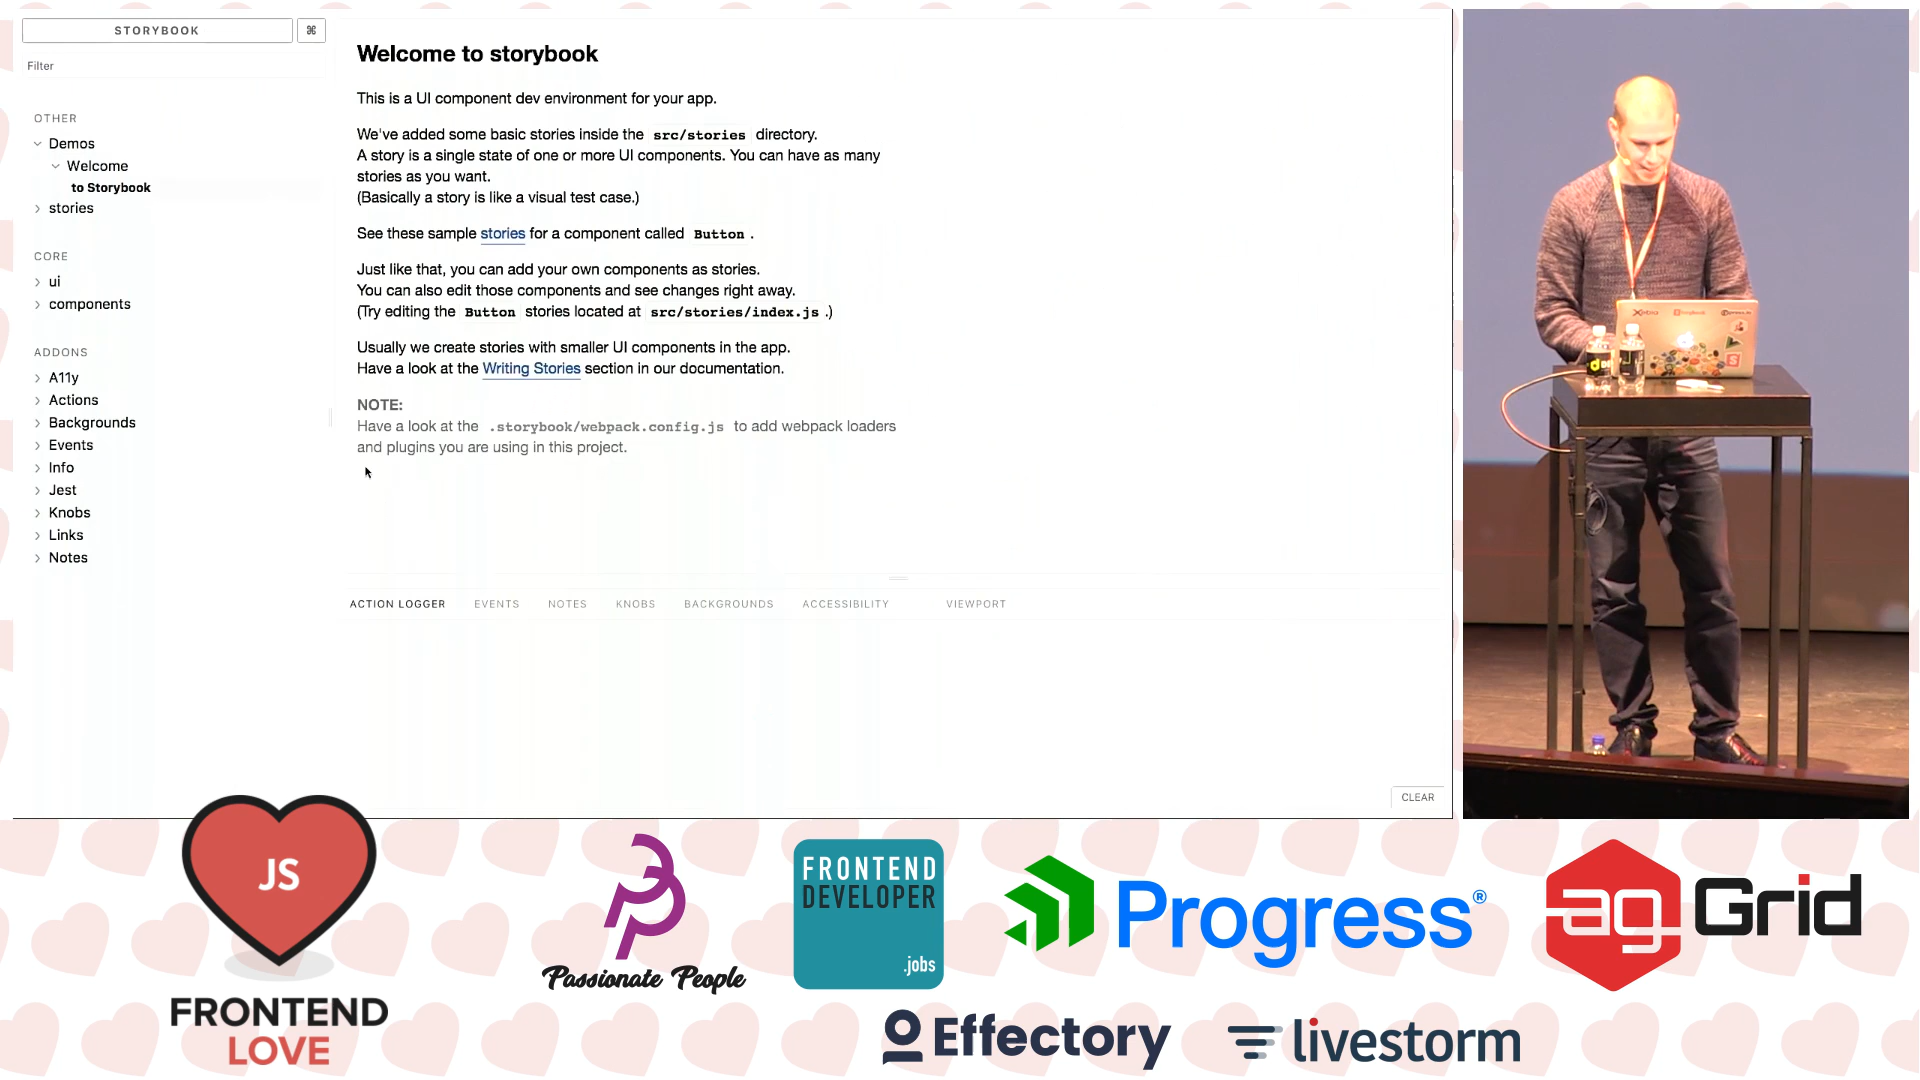 STORYBOOK
⌘
Filter
OTHER
Demos
Welcome
to Storybook
stories
CORE
ui
components
ADDONS
A11y
Actions
Backgrounds
Events
Info
Jest
Knobs
Links
Notes
Welcome to storybook
This is a UI component dev environment for your app.
We've added some basic stories inside the src/stories directory.
A story is a single state of one or more UI components. You can have as many
stories as you want.
(Basically a story is like a visual test case.)
See these sample stories for a component called Button .
Just like that, you can add your own components as stories.
You can also edit those components and see changes right away.
(Try editing the Button stories located at src/stories/index.js .)
Usually we create stories with smaller UI components in the app.
Have a look at the Writing Stories section in our documentation.
NOTE:
Have a look at the .storybook/webpack.config.js to add webpack loaders
and plugins you are using in this project.
ACTION LOGGER EVENTS NOTES KNOBS BACKGROUNDS ACCESSIBILITY VIEWPORT
CLEAR
Xebia
JS
FRONTEND
LOVE
Passionate People
FRONTEND
DEVELOPER
.jobs
Progress®
ag Grid
Effectory
livestorm